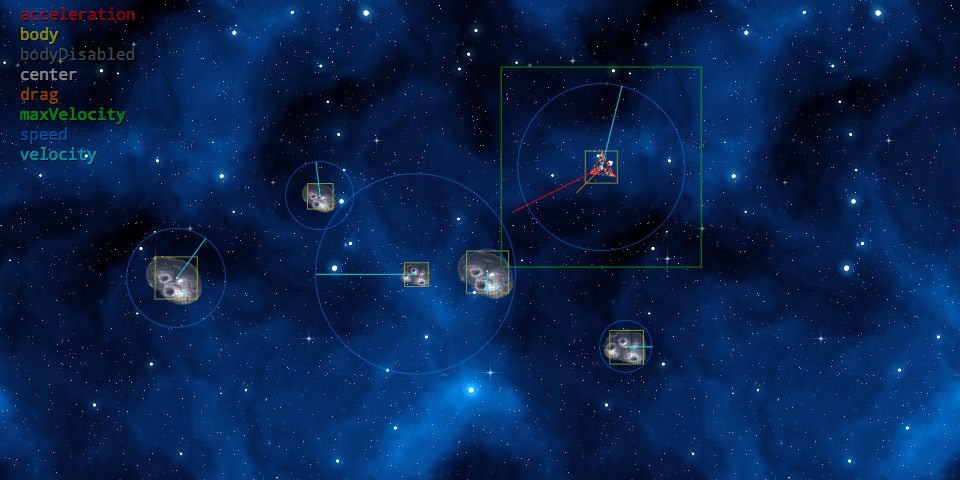 acceleration
body
bodyDisabled
center
drag
maxVelocity
speed
velocity